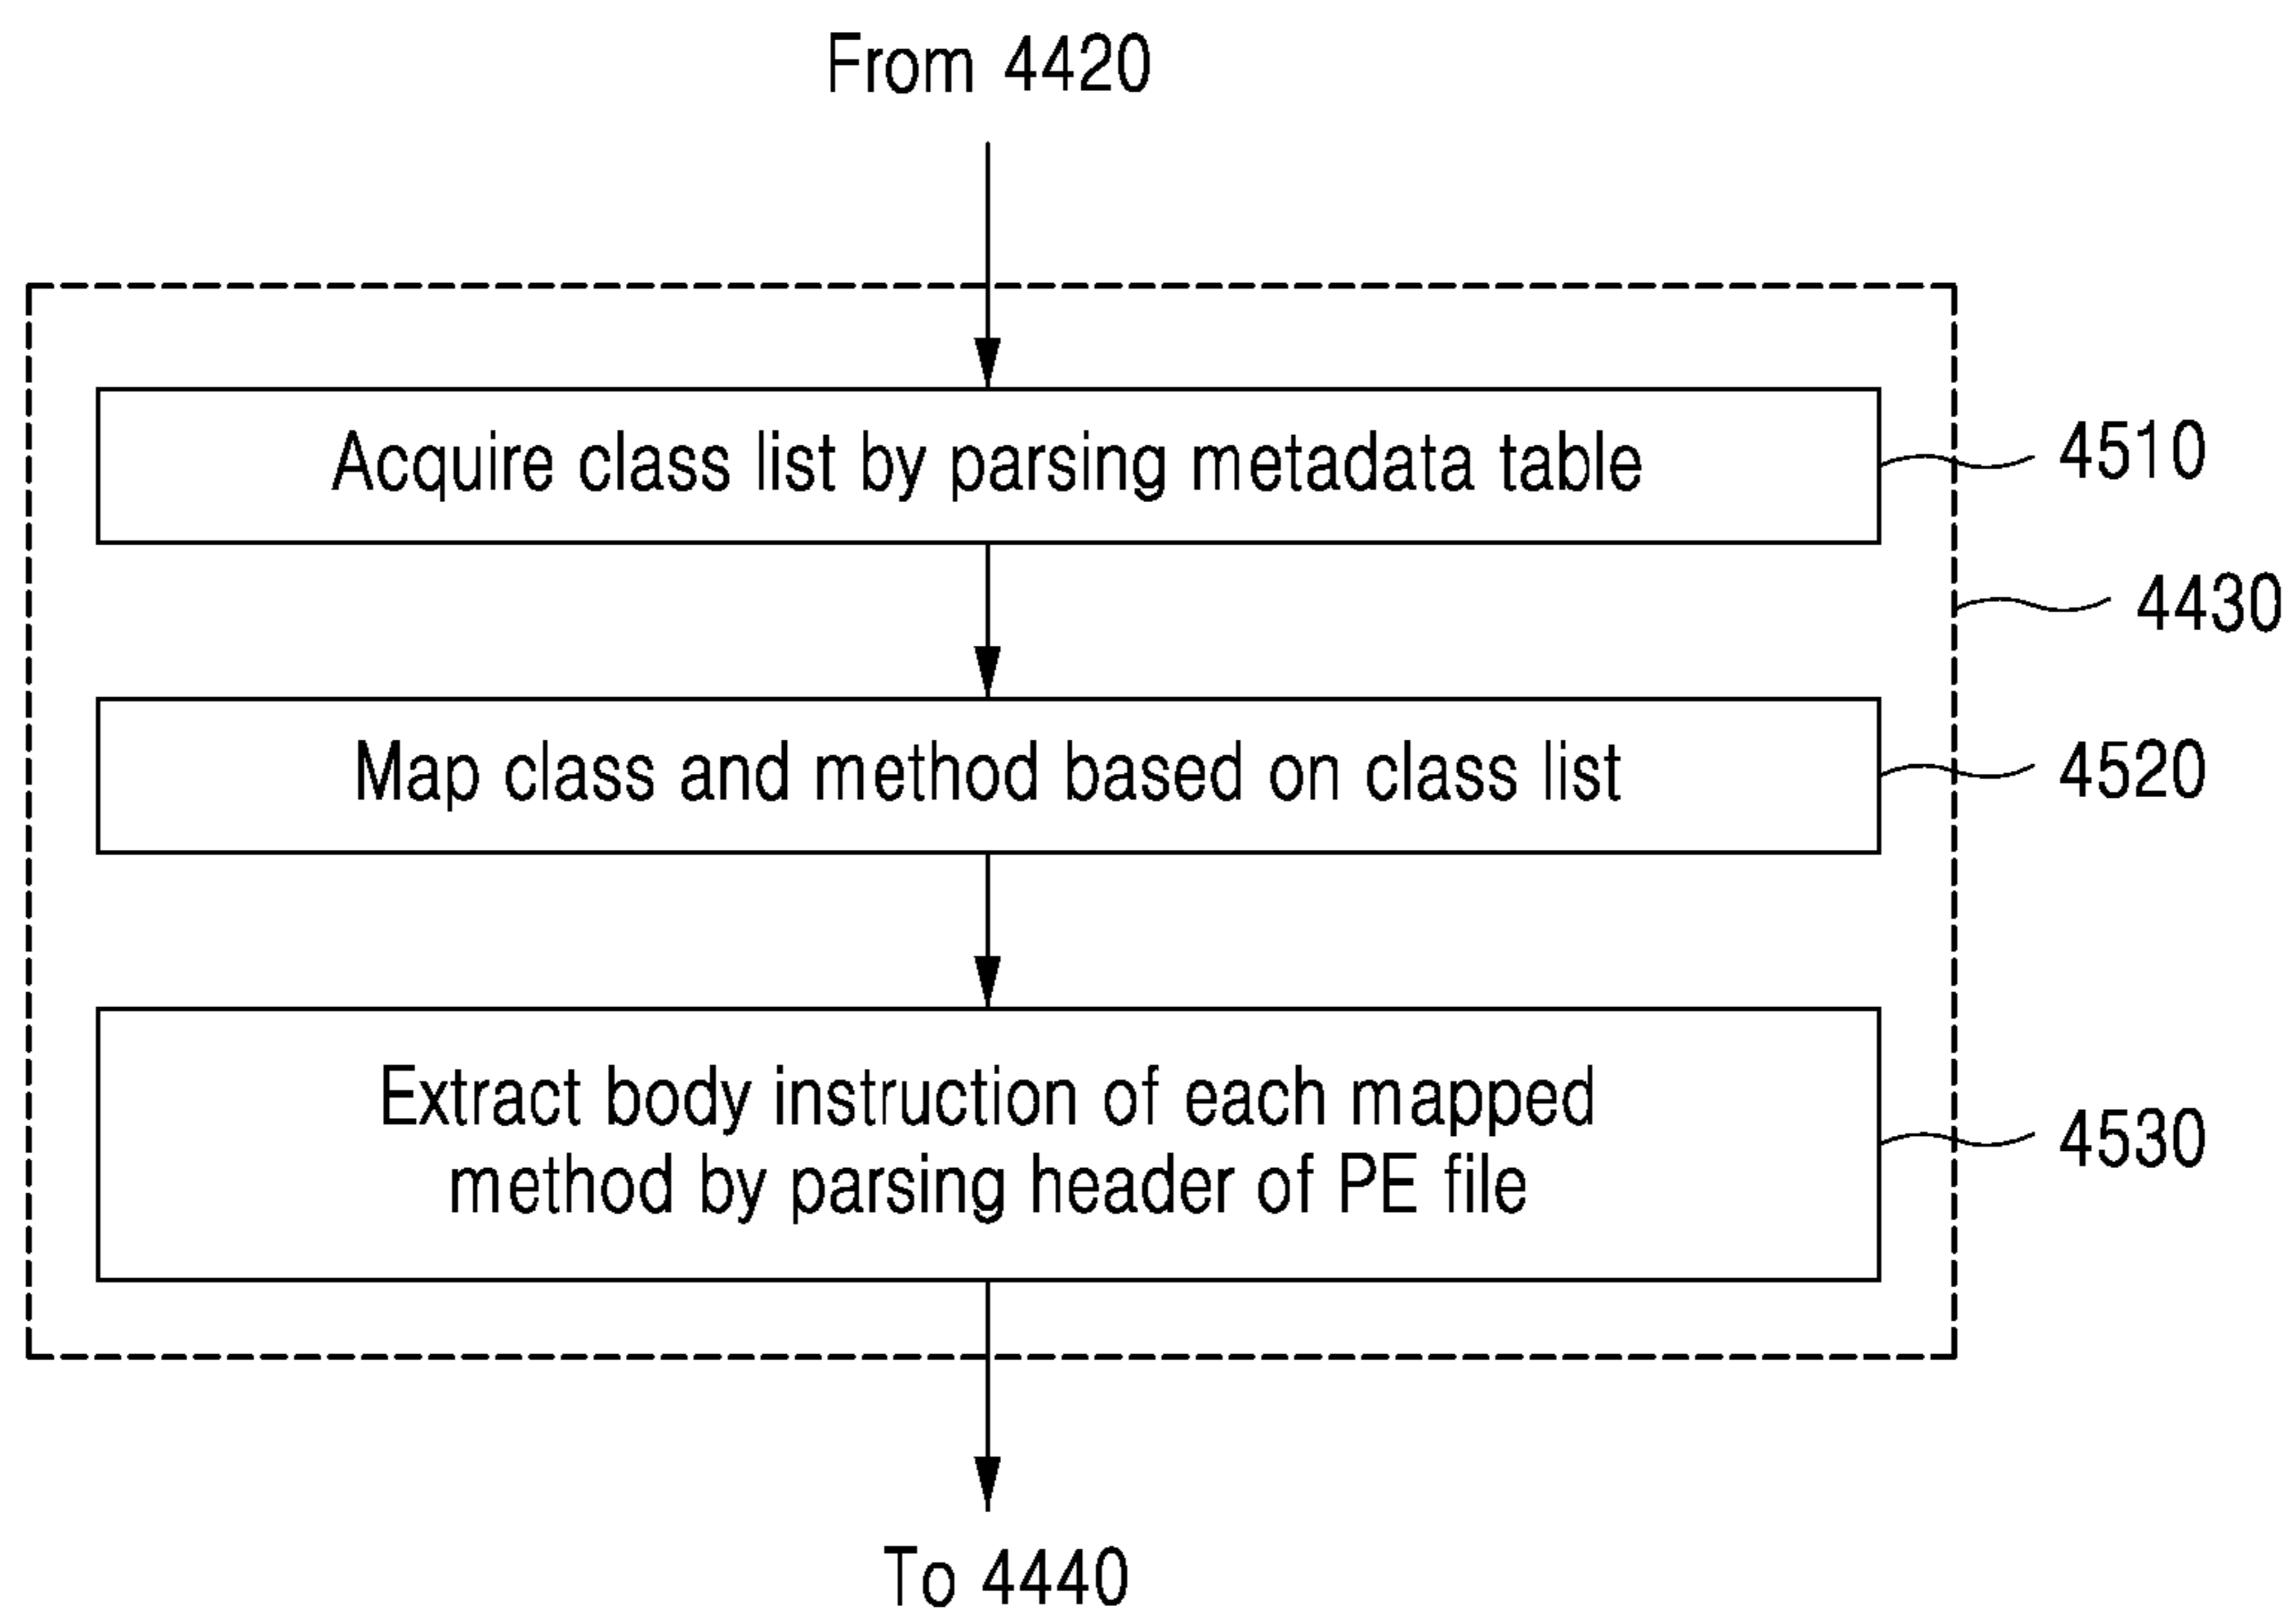 From 4420
Acquire class list by parsing metadata table
4510
4430
Map class and method based on class list
4520
Extract body instruction of each mapped
method by parsing header of PE file
4530
To 4440